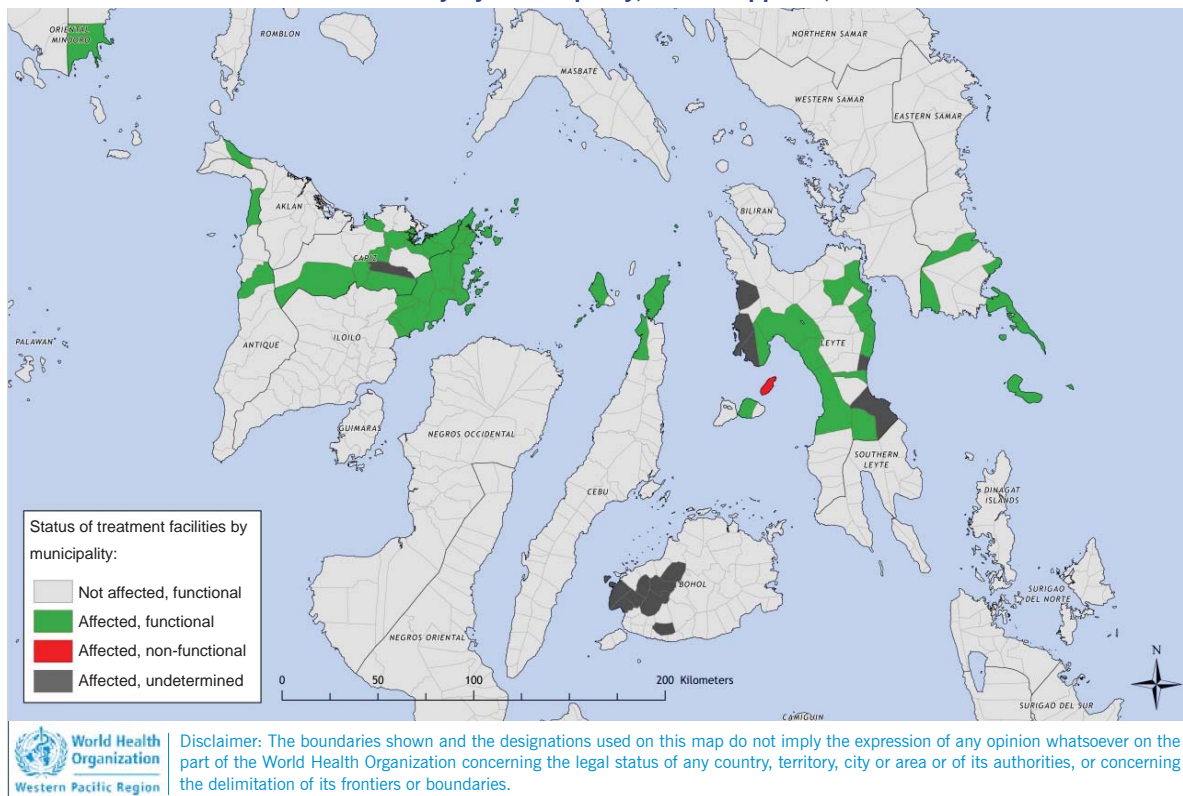 ORIENTAL
MINDORO
ROMBLON
MASBATE
NORTHERN SAMAR
WESTERN SAMAR
EASTERN SAMAR
BILIRAN
AKLAN
CAPIZ
PALAWAN
ANTIQUE
ILOILO
LEYTE
GUIMARAS
NEGROS OCCIDENTAL
SOUTHERN
LEYTE
CEBU
DINAGAT
ISLANDS
BOHOL
SURIGAO
DEL NORTE
NEGROS ORIENTAL
SURIGAO DEL SUR
CAMIGUIN
Status of treatment facilities by
municipality:
Not affected, functional
Affected, functional
Affected, non-functional
Affected, undetermined
0 50 100 200 Kilometers
N
World Health
Organization
Western Pacific Region
Disclaimer: The boundaries shown and the designations used on this map do not imply the expression of any opinion whatsoever on the
part of the World Health Organization concerning the legal status of any country, territory, city or area or of its authorities, or concerning
the delimitation of its frontiers or boundaries.